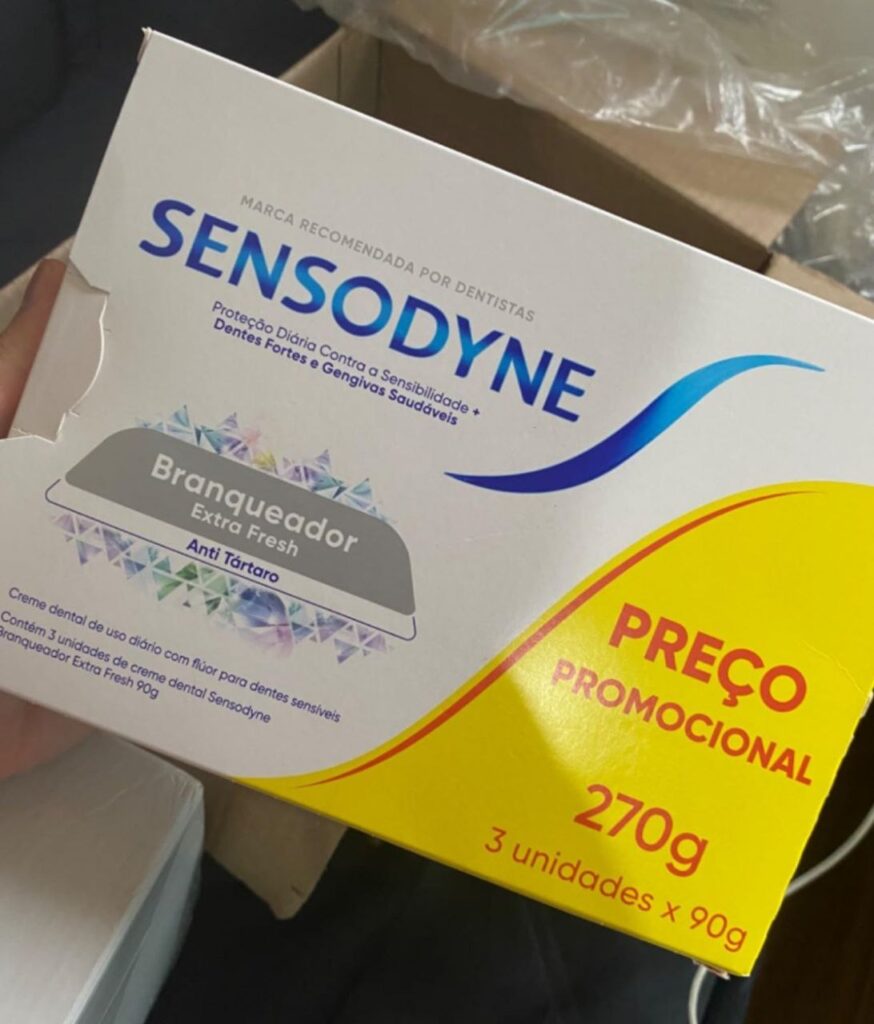 MARCA RECOMENDADA POR DENTISTAS
SENSODYNE
Proteção Diária Contra a Sensibilidade +
Dentes Fortes e Gengivas Saudáveis
Branqueador
Extra Fresh
Anti Tártaro
Creme dental de uso diário com flúor para dentes sensíveis
Contém 3 unidades de creme dental Sensodyne
Branqueador Extra Fresh 90g
PREÇO
PROMOCIONAL
270g
3 unidades x 90g